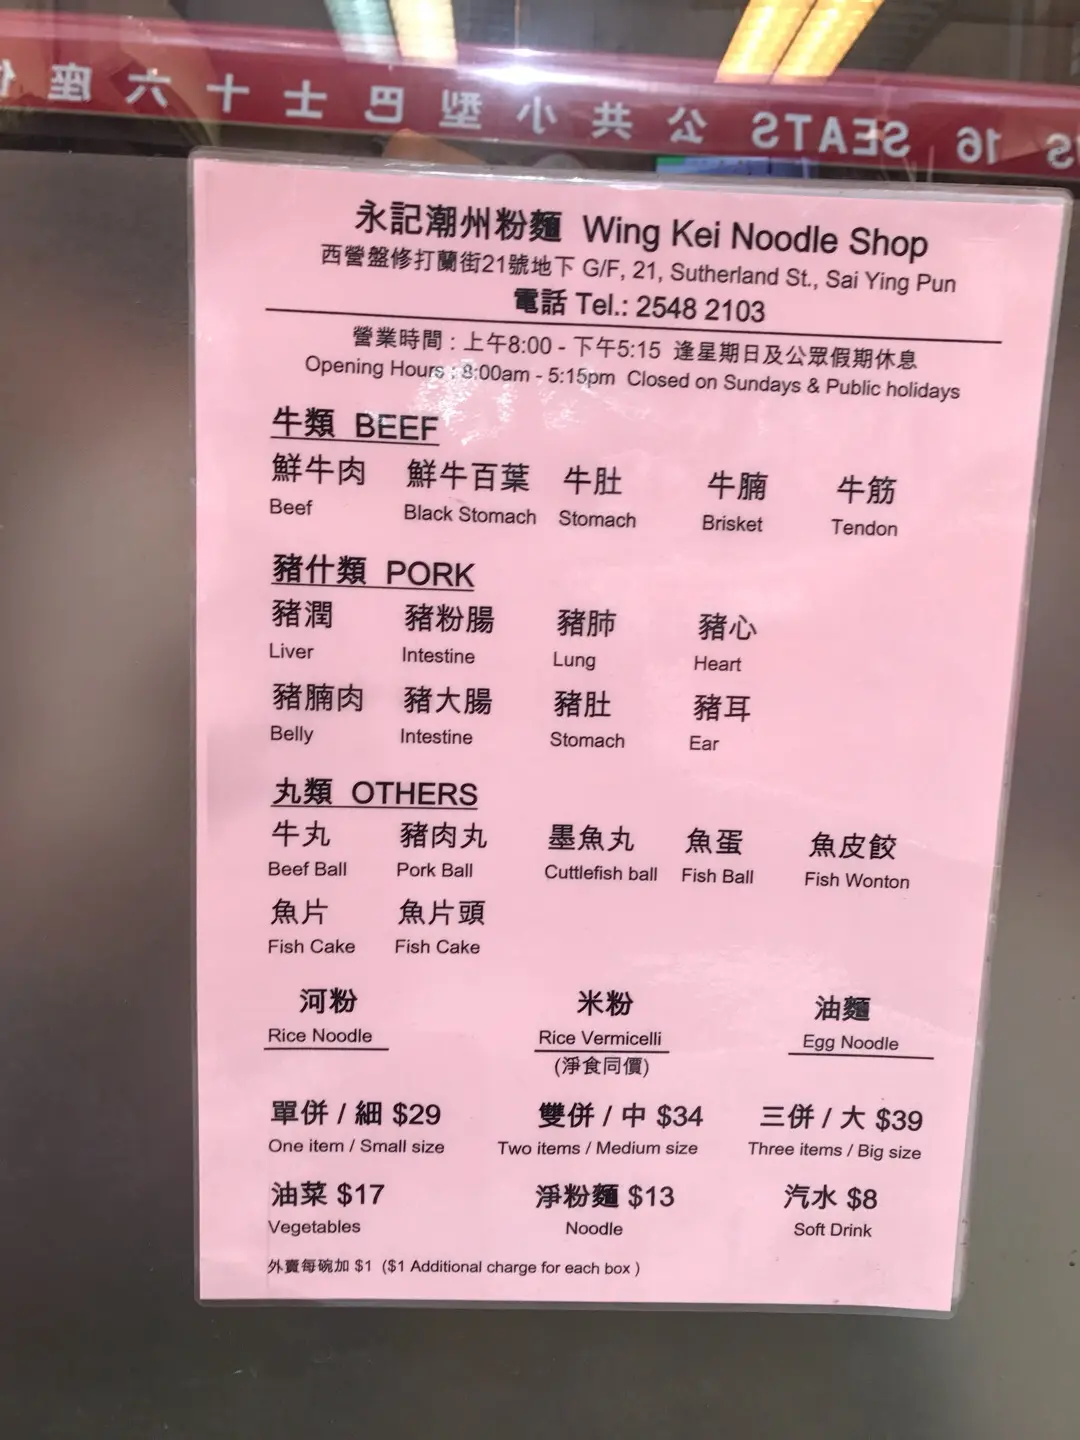 座 六 十 士 巴 型 小 共 公 SEATS 16
永記潮州粉麵 Wing Kei Noodle Shop
西營盤修打蘭街21號地下 G/F, 21, Sutherland St., Sai Ying Pun
電話 Tel.: 2548 2103
營業時間 : 上午8:00 - 下午5:15 逢星期日及公眾假期休息
Opening Hours : 8:00am - 5:15pm Closed on Sundays & Public holidays
牛類 BEEF
鮮牛肉 鮮牛百葉 牛肚 牛腩 牛筋
Beef Black Stomach Stomach Brisket Tendon
豬什類 PORK
豬潤 豬粉腸 豬肺 豬心
Liver Intestine Lung Heart
豬腩肉 豬大腸 豬肚 豬耳
Belly Intestine Stomach Ear
丸類 OTHERS
牛丸 豬肉丸 墨魚丸 魚蛋 魚皮餃
Beef Ball Pork Ball Cuttlefish ball Fish Ball Fish Wonton
魚片 魚片頭
Fish Cake Fish Cake
河粉 米粉 油麵
Rice Noodle Rice Vermicelli Egg Noodle
(淨食同價)
單併 / 細 $29 雙併 / 中 $34 三併 / 大 $39
One item / Small size Two items / Medium size Three items / Big size
油菜 $17 淨粉麵 $13 汽水 $8
Vegetables Noodle Soft Drink
外賣每碗加 $1 ($1 Additional charge for each box )